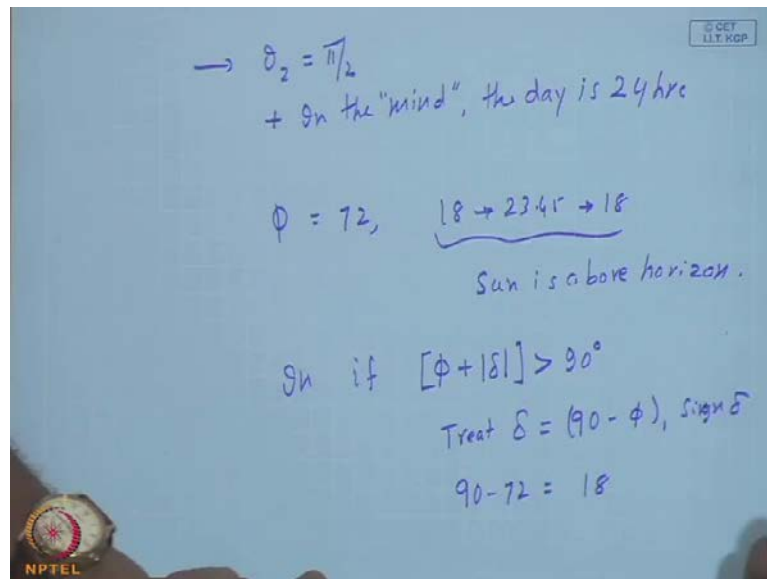 © CET
I.I.T. KGP
→ θ₂ = π/2
+ In the "mind", the day is 24 hrs
Φ = 72, 18 → 23.45 → 18
Sun is above horizon.
In if [ϕ + |δ|] > 90°
Treat δ = (90 - ϕ), sign δ
90 - 72 = 18
NPTEL